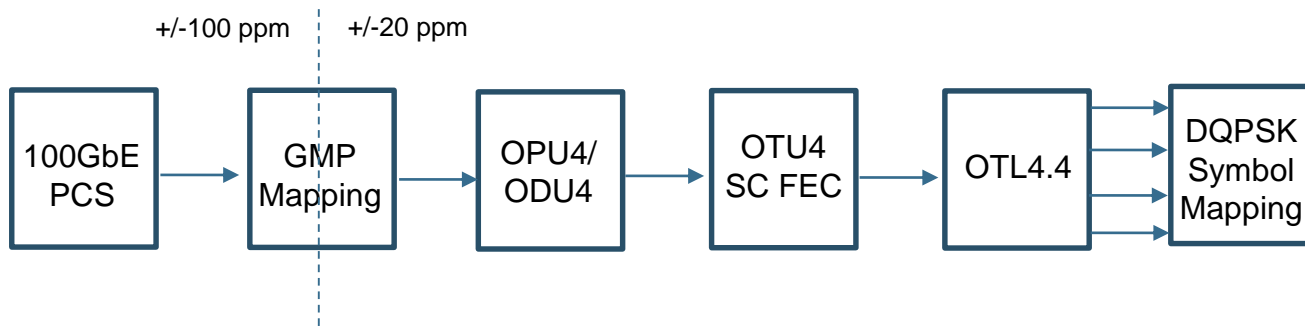 +/-100 ppm
+/-20 ppm
100GbE
PCS
GMP
Mapping
OPU4/
ODU4
OTU4
SC FEC
OTL4.4
DQPSK
Symbol
Mapping